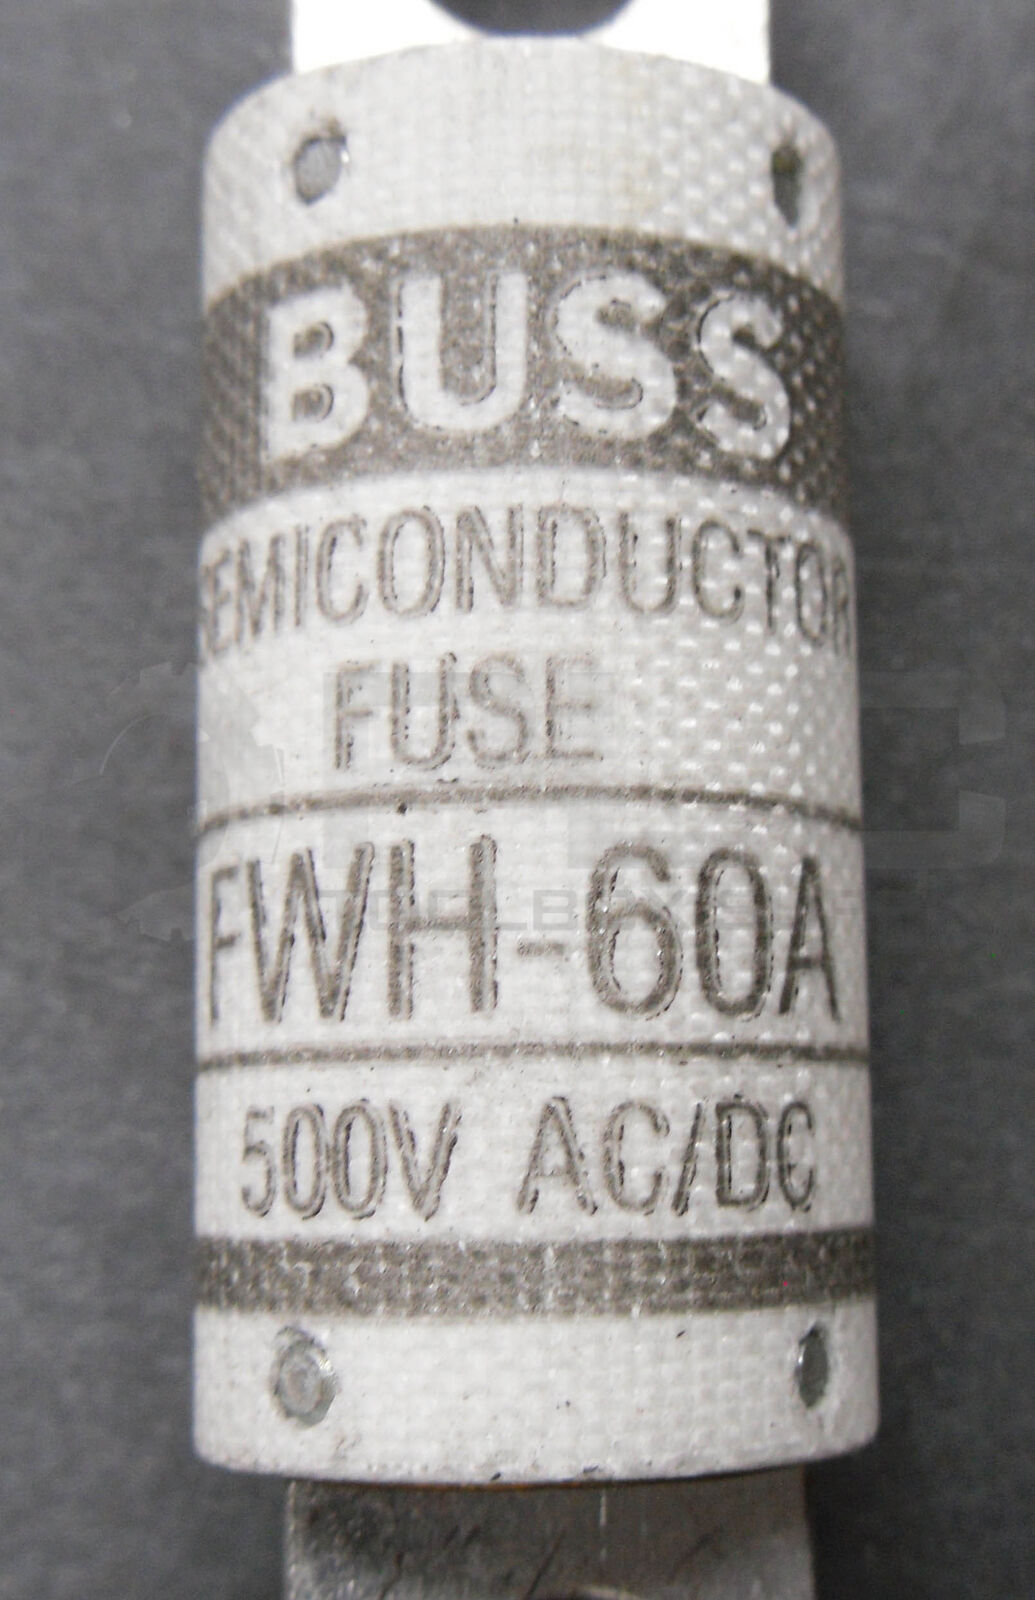 BUSS
SEMICONDUCTOR
FUSE
FWH-60A
500V AC/DC